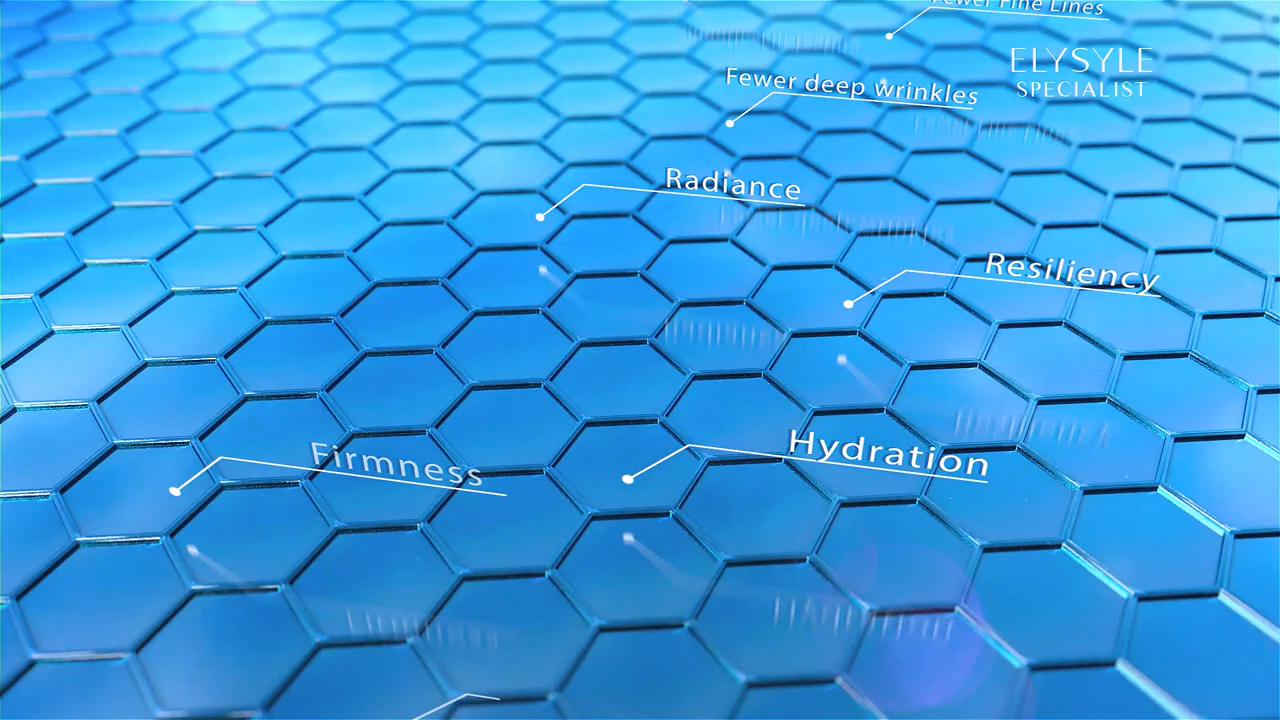 Fewer Fine Lines
ELYSYLE
SPECIALIST
Fewer deep wrinkles
Radiance
Resiliency
Firmness
Hydration